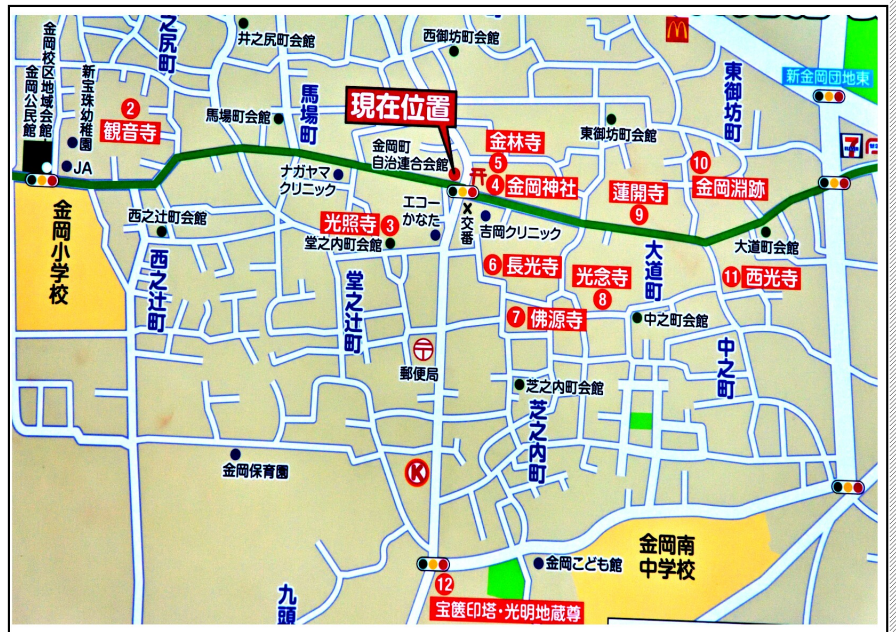 之尻町
井之尻町会館
西御坊町会館
町
M
新金岡団地東
金岡校区地域会館
金岡公民館
新宝珠幼稚園
2
観音寺
馬場町会館
馬場町
現在位置
東御坊町
東御坊町会館
7
JA
金岡町
自治連合会館
金林寺
5
4 金岡神社
10
金岡淵跡
ナガヤマ
クリニック
蓮開寺
9
金岡小学校
西之辻町会館
光照寺 3
堂之内町会館
エコー
かなた
交番
吉岡クリニック
大道町
大道町会館
西之辻町
堂之辻町
6 長光寺
光念寺
8
11 西光寺
7 佛源寺
中之町会館
中之町
〒
郵便局
芝之内町会館
芝之内町
K
金岡保育園
金岡南
中学校
金岡こども館
12
宝篋印塔・光明地蔵尊
九頭